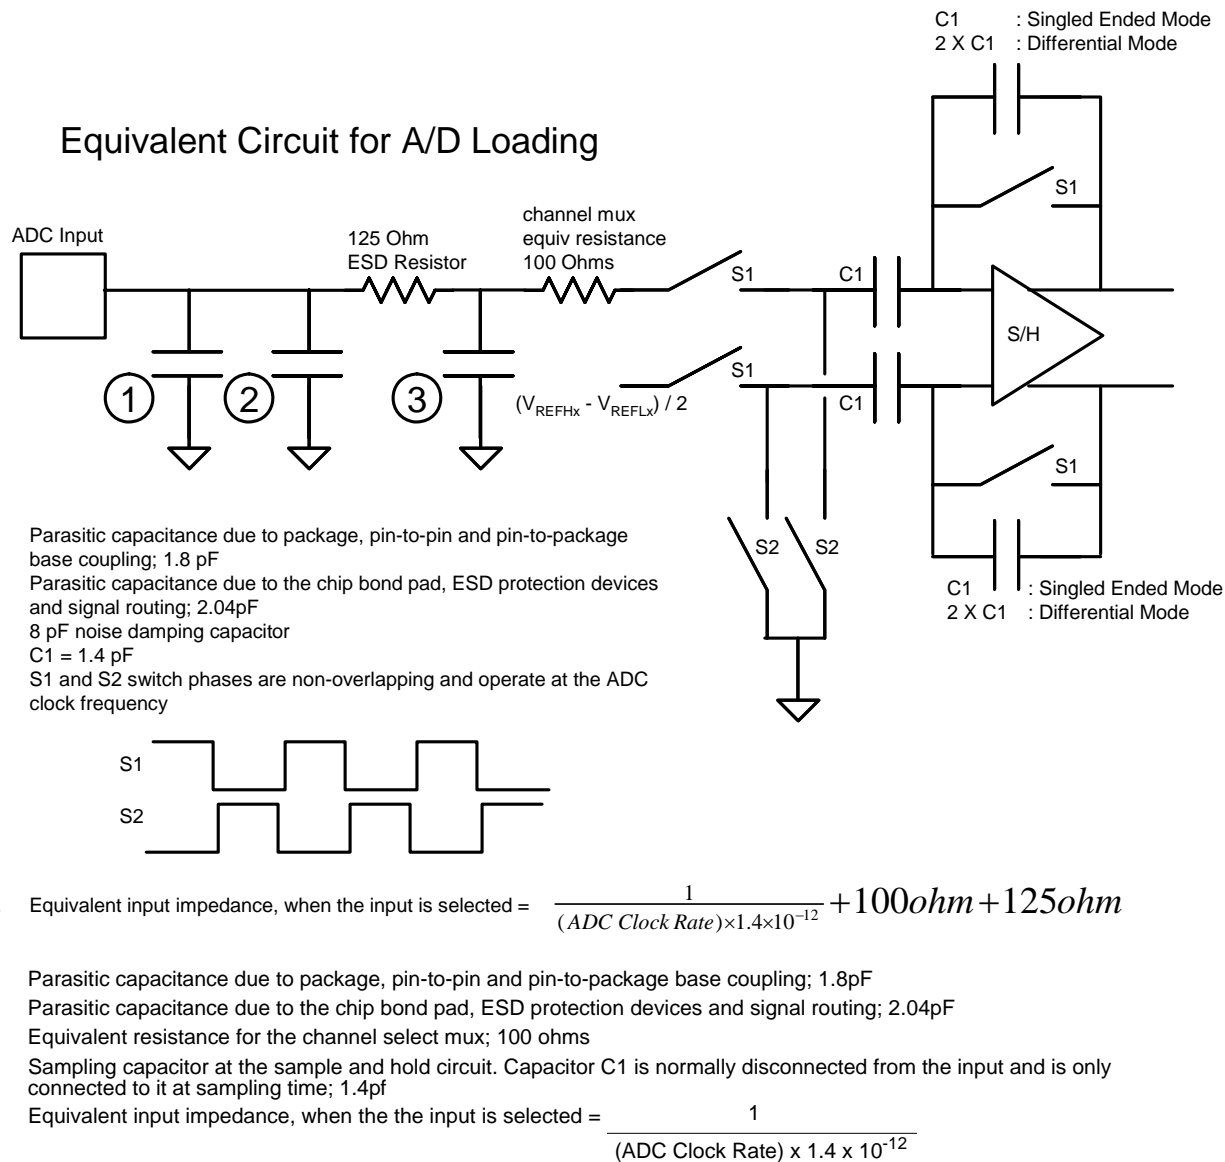 C1 : Singled Ended Mode
2 X C1 : Differential Mode
Equivalent Circuit for A/D Loading
S1
channel mux
equiv resistance
100 Ohms
ADC Input
125 Ohm
ESD Resistor
S1
C1
S/H
1
2
3
S1
(VREFHx - VREFLx) / 2
C1
S1
S2
S2
C1 : Singled Ended Mode
2 X C1 : Differential Mode
Parasitic capacitance due to package, pin-to-pin and pin-to-package
base coupling; 1.8 pF
Parasitic capacitance due to the chip bond pad, ESD protection devices
and signal routing; 2.04pF
8 pF noise damping capacitor
C1 = 1.4 pF
S1 and S2 switch phases are non-overlapping and operate at the ADC
clock frequency
S1
S2
Equivalent input impedance, when the input is selected = 1 / (ADC Clock Rate)×1.4×10⁻¹² +100ohm+125ohm
Parasitic capacitance due to package, pin-to-pin and pin-to-package base coupling; 1.8pF
Parasitic capacitance due to the chip bond pad, ESD protection devices and signal routing; 2.04pF
Equivalent resistance for the channel select mux; 100 ohms
Sampling capacitor at the sample and hold circuit. Capacitor C1 is normally disconnected from the input and is only
connected to it at sampling time; 1.4pf
Equivalent input impedance, when the the input is selected = 1
(ADC Clock Rate) x 1.4 x 10⁻¹²